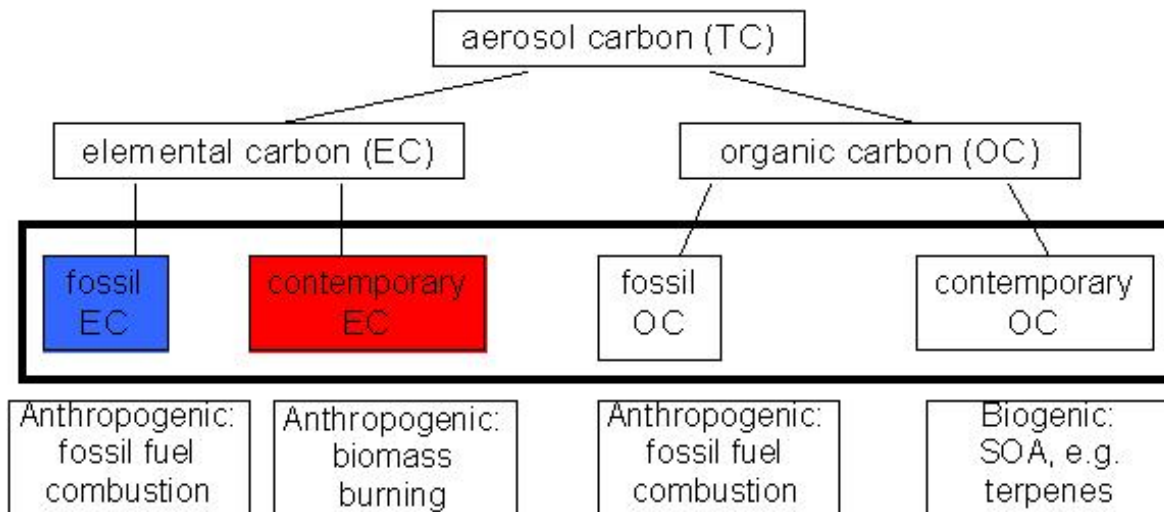 aerosol carbon (TC)
elemental carbon (EC)
organic carbon (OC)
fossil
EC
contemporary
EC
fossil
OC
contemporary
OC
Anthropogenic:
fossil fuel
combustion
Anthropogenic:
biomass
burning
Anthropogenic:
fossil fuel
combustion
Biogenic:
SOA, e.g.
terpenes